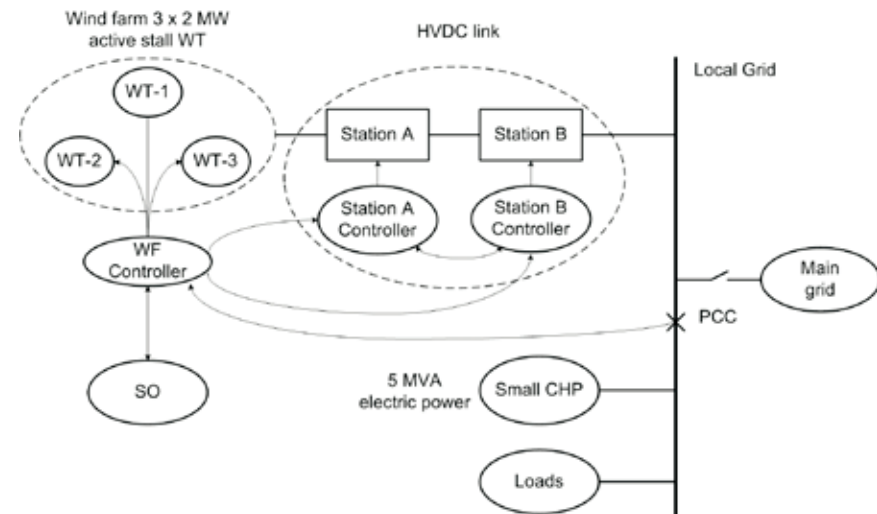 Wind farm 3 x 2 MW
active stall WT
HVDC link
Local Grid
WT-1
WT-2
WT-3
Station A
Station B
Station A
Controller
Station B
Controller
WF
Controller
Main
grid
PCC
SO
5 MVA
electric power
Small CHP
Loads